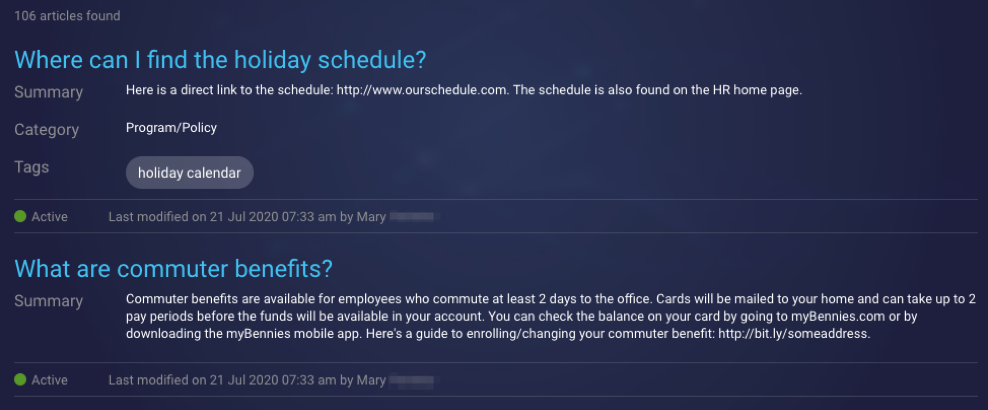 106 articles found
Where can I find the holiday schedule?
Summary Here is a direct link to the schedule: http://www.ourschedule.com. The schedule is also found on the HR home page.
Category Program/Policy
Tags holiday calendar
Active Last modified on 21 Jul 2020 07:33 am by Mary
What are commuter benefits?
Summary Commuter benefits are available for employees who commute at least 2 days to the office. Cards will be mailed to your home and can take up to 2
pay periods before the funds will be available in your account. You can check the balance on your card by going to myBennies.com or by
downloading the myBennies mobile app. Here's a guide to enrolling/changing your commuter benefit: http://bit.ly/someaddress.
Active Last modified on 21 Jul 2020 07:33 am by Mary